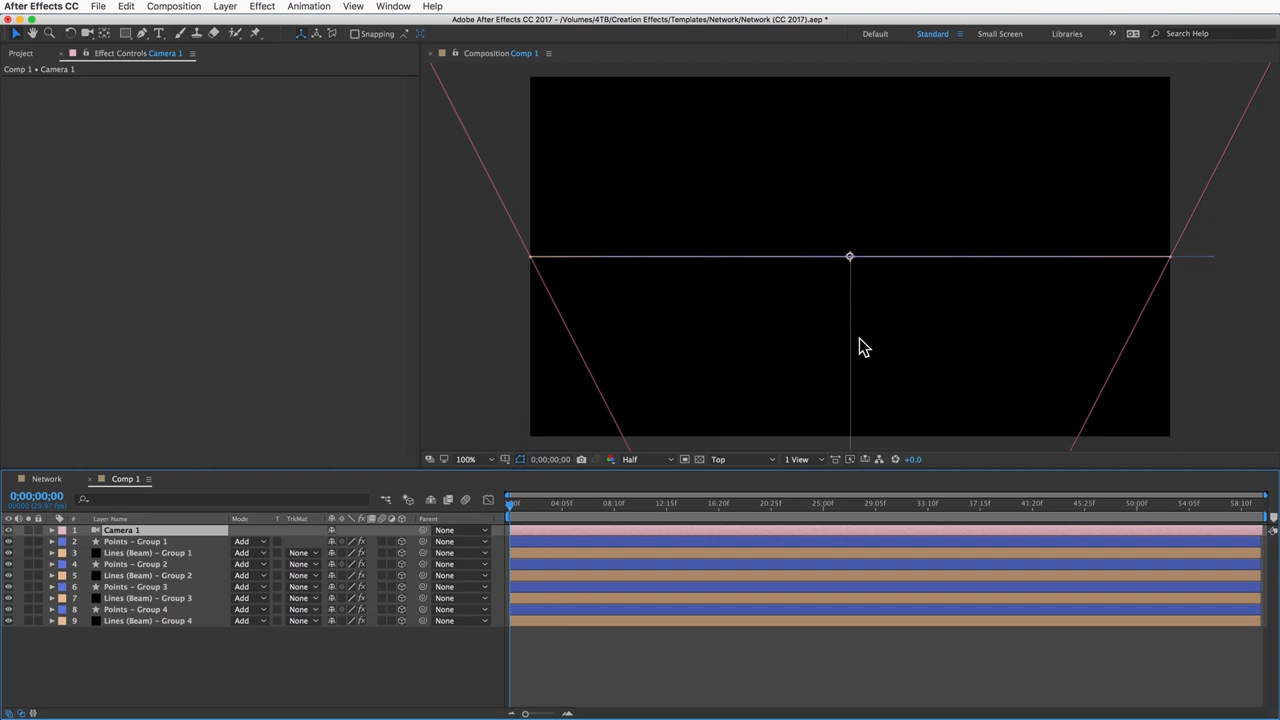 After Effects CC File Edit Composition Layer Effect Animation View Window Help
Adobe After Effects CC 2017 - /Volumes/4TB/Creation Effects/Templates/Network/Network (CC 2017).aep *
Snapping Default Standard Small Screen Libraries Search Help
Project Effect Controls Camera 1 Composition Comp 1
Comp 1 • Camera 1
100% 0;00;00;00 Half Top 1 View +0.0
Network Comp 1
0;00;00;00
00000 (29.97 fps)
04:05f 08:10f 12:15f 16:20f 20:25f 25:00f 29:05f 33:10f 37:15f 41:20f 45:25f 50:00f 54:05f 58:10f
# Layer Name Mode T TrkMat Parent
1 Camera 1 None
2 Points - Group 1 Add None
3 Lines (Beam) - Group 1 Add None None
4 Points - Group 2 Add None None
5 Lines (Beam) - Group 2 Add None None
6 Points - Group 3 Add None None
7 Lines (Beam) - Group 3 Add None None
8 Points - Group 4 Add None None
9 Lines (Beam) - Group 4 Add None None